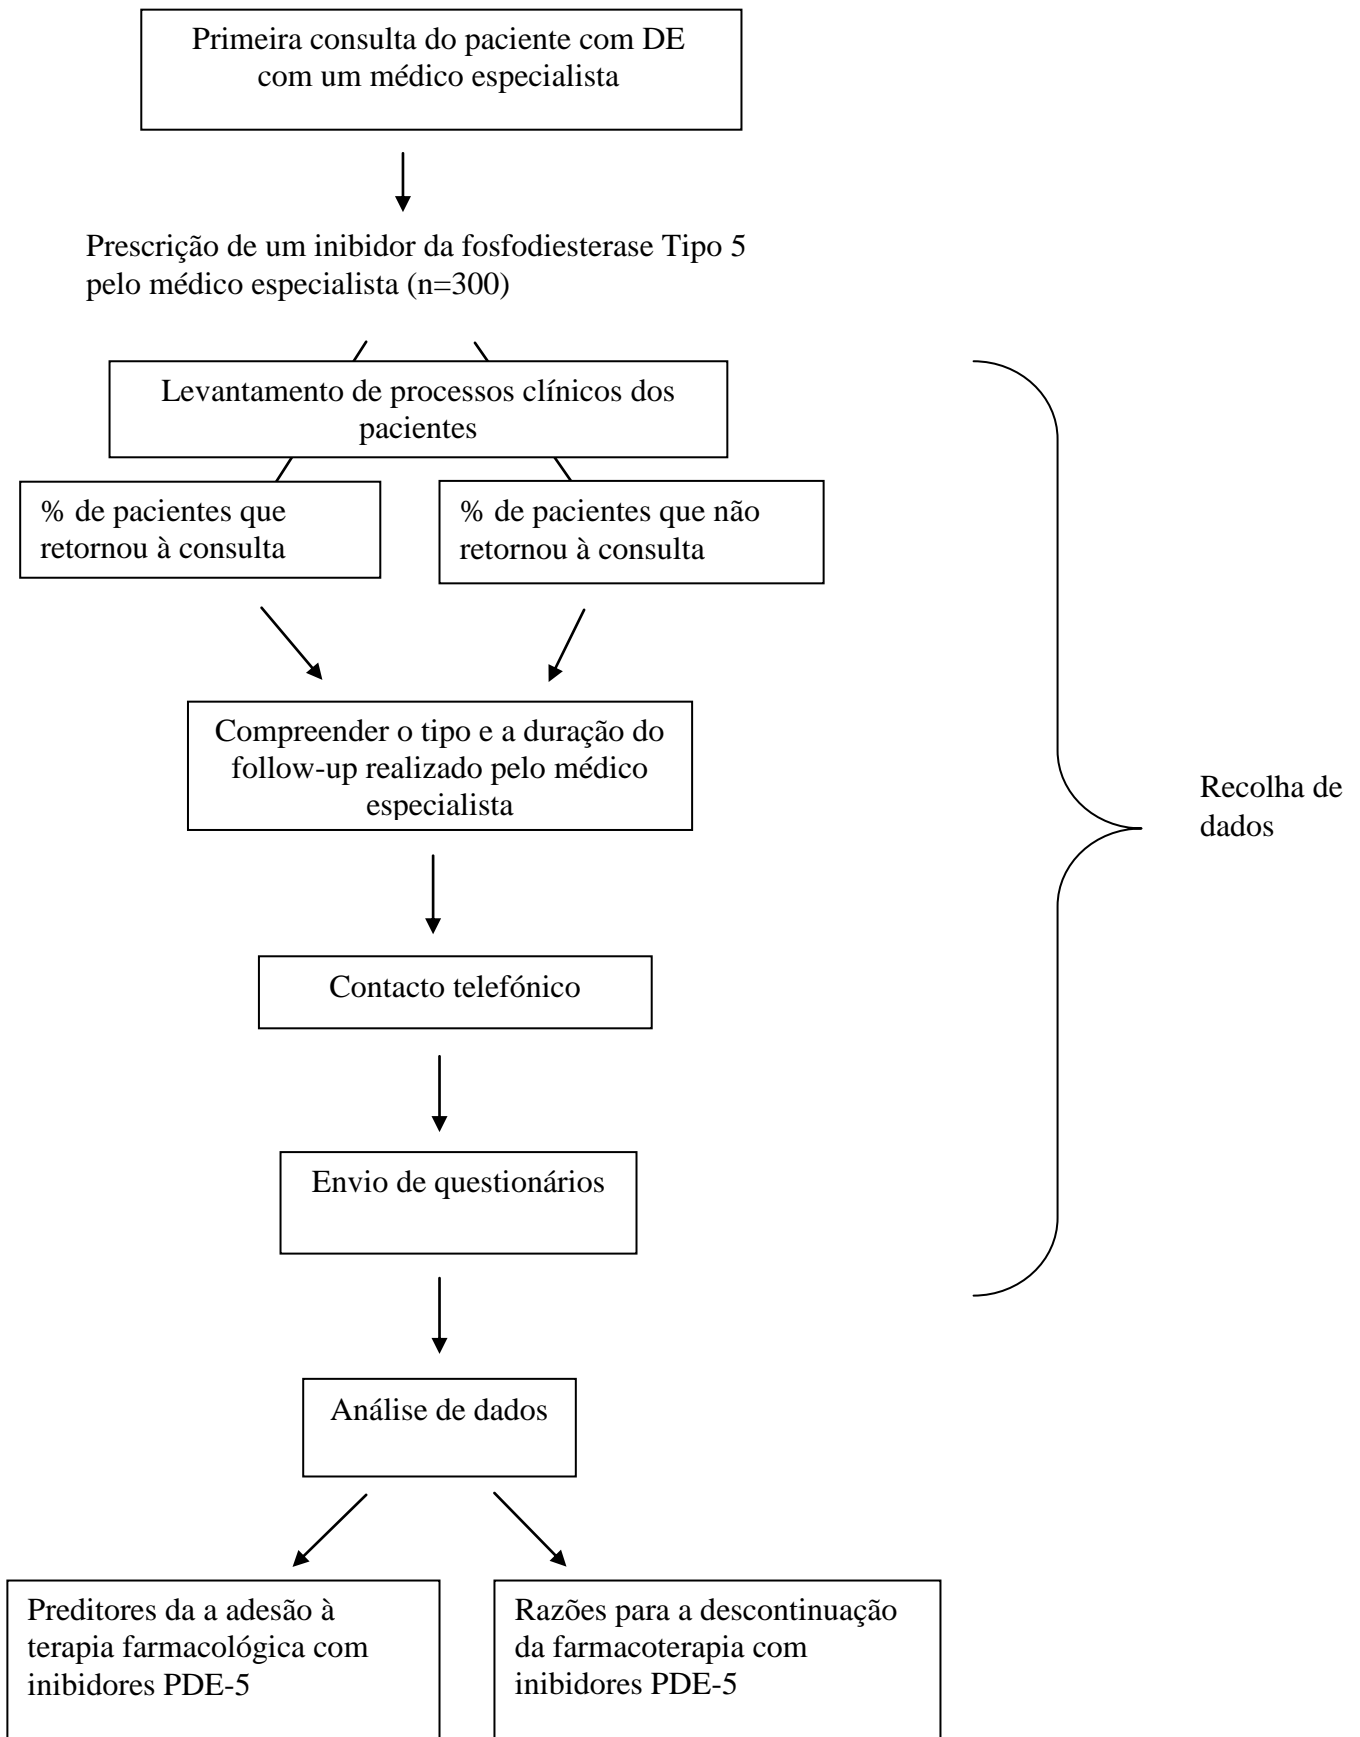 Primeira consulta do paciente com DE
com um médico especialista
Prescrição de um inibidor da fosfodiesterase Tipo 5
pelo médico especialista (n=300)
Levantamento de processos clínicos dos
pacientes
% de pacientes que
retornou à consulta
% de pacientes que não
retornou à consulta
Compreender o tipo e a duração do
follow-up realizado pelo médico
especialista
Recolha de
dados
Contacto telefónico
Envio de questionários
Análise de dados
Preditores da a adesão à
terapia farmacológica com
inibidores PDE-5
Razões para a descontinuação
da farmacoterapia com
inibidores PDE-5